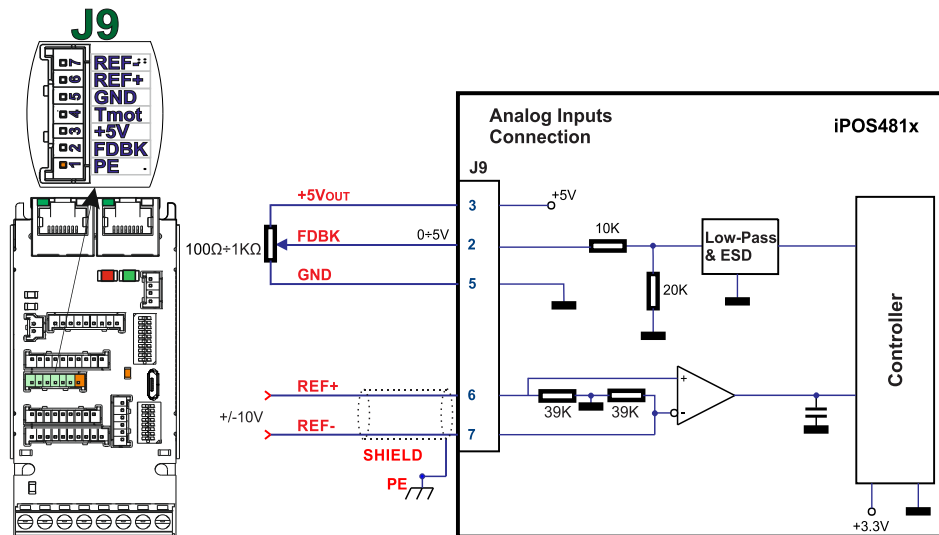 J9
7 REF-
6 REF+
5 GND
4 Tmot
3 +5V
2 FDBK
1 PE
Analog Inputs
Connection
iPOS481x
J9
+5VOUT
3
+5V
100Ω÷1KΩ
FDBK
0÷5V
2
10K
Low-Pass
& ESD
GND
5
20K
Controller
REF+
6
+
39K
39K
-
+/-10V
REF-
7
SHIELD
PE
+3.3V